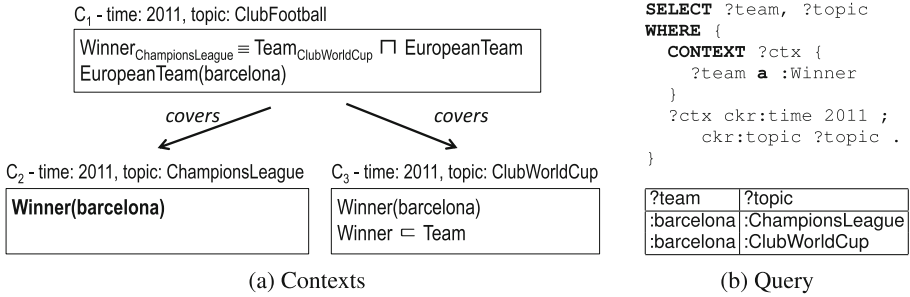 C1 - time: 2011, topic: ClubFootball
WinnerChampionsLeague ≡ TeamClubWorldCup ⊓ EuropeanTeam
EuropeanTeam(barcelona)
covers
covers
C2 - time: 2011, topic: ChampionsLeague
Winner(barcelona)
C3 - time: 2011, topic: ClubWorldCup
Winner(barcelona)
Winner ⊏ Team
(a) Contexts
SELECT ?team, ?topic
WHERE {
CONTEXT ?ctx {
?team a :Winner
}
?ctx ckr:time 2011 ;
ckr:topic ?topic .
}
?team ?topic
:barcelona :ChampionsLeague
:barcelona :ClubWorldCup
(b) Query